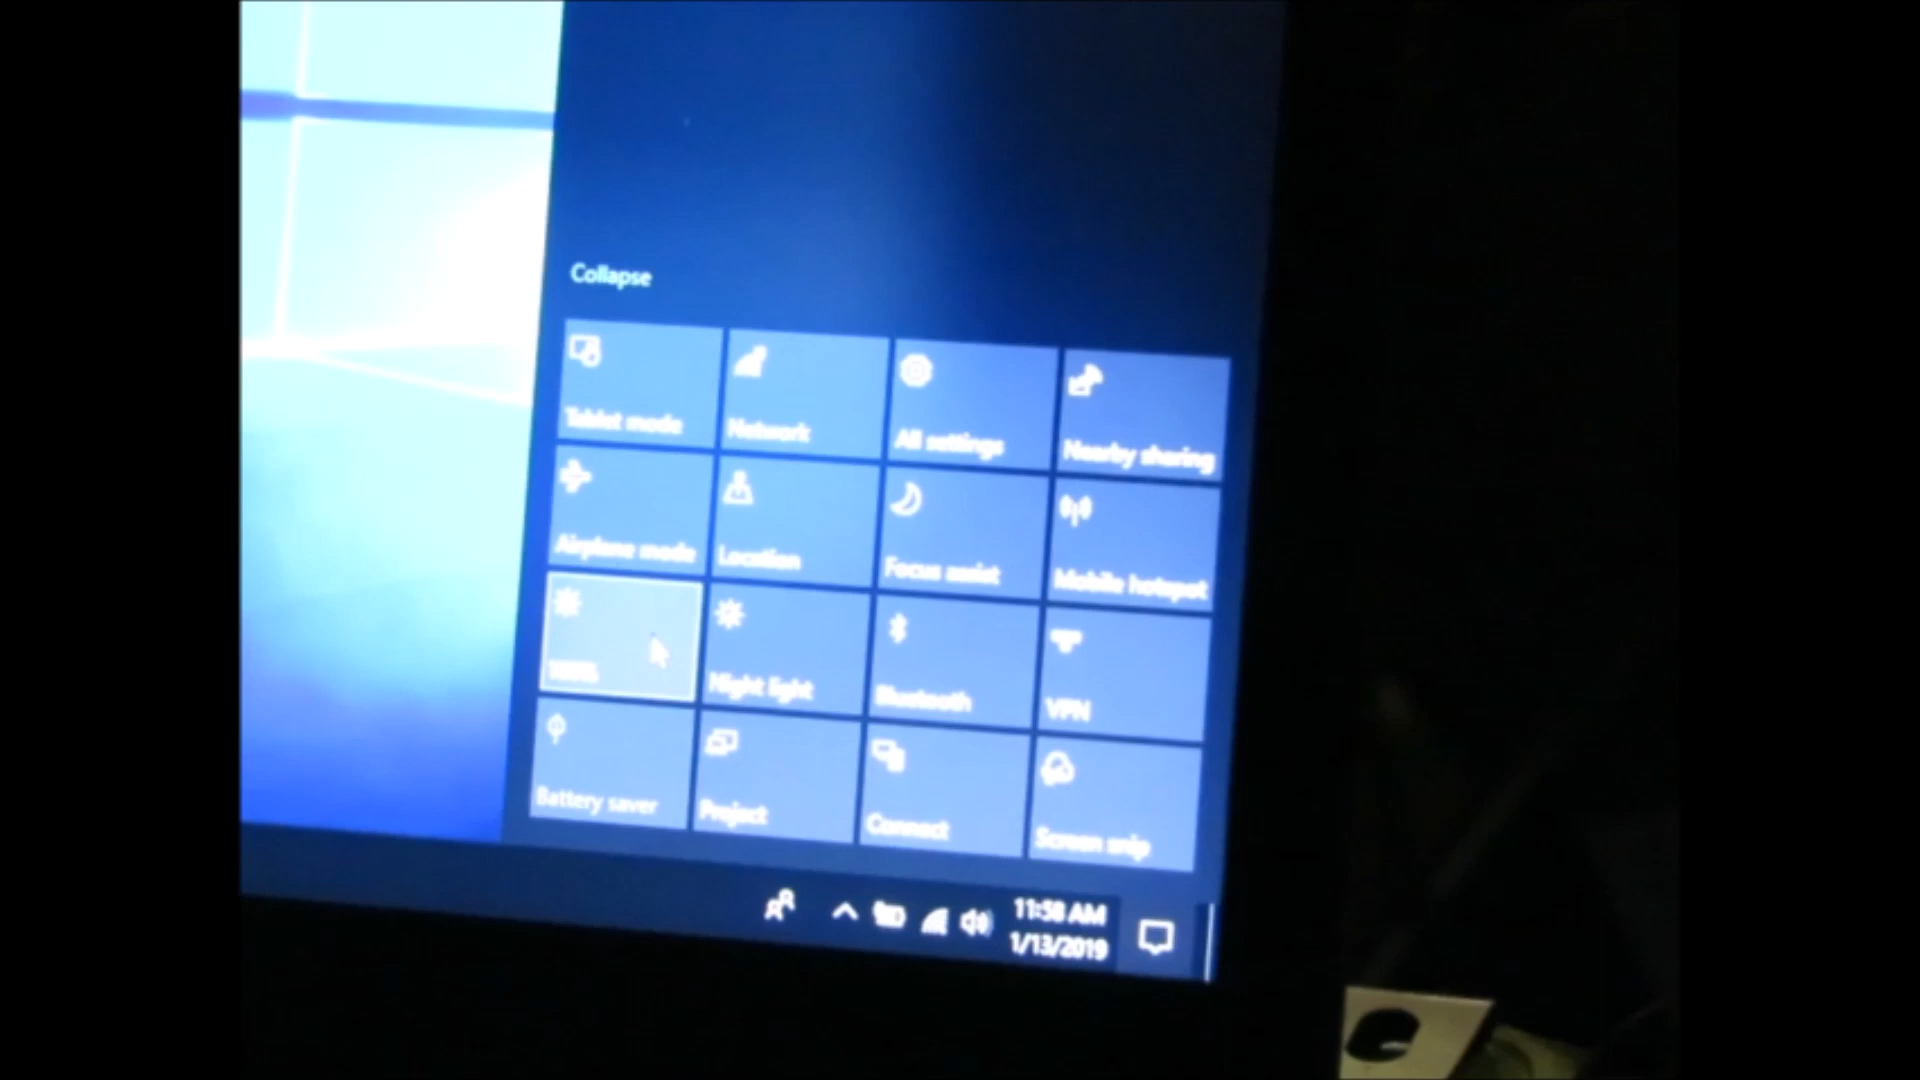 Collapse
Tablet mode
Network
All settings
Nearby sharing
Airplane mode
Location
Focus assist
Mobile hotspot
100%
Night light
Bluetooth
VPN
Battery saver
Project
Connect
Screen snip
11:58 AM
1/13/2019